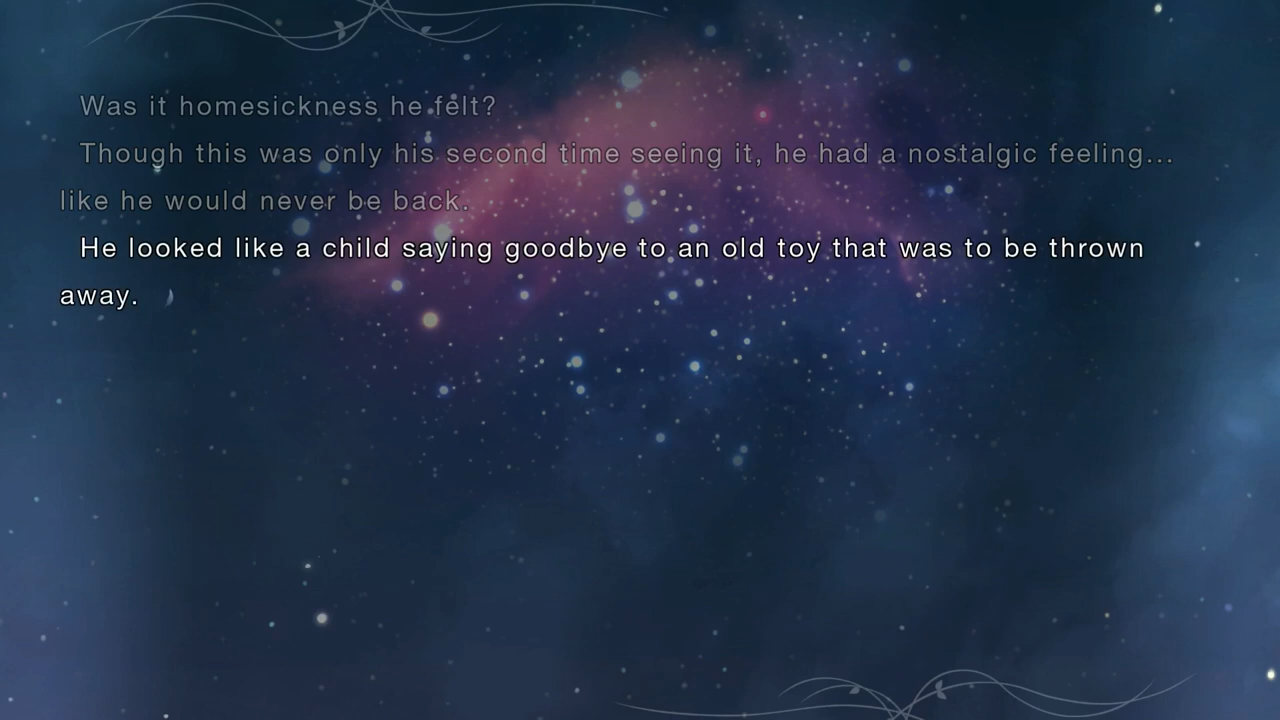 Was it homesickness he felt?
Though this was only his second time seeing it, he had a nostalgic feeling...
like he would never be back.
He looked like a child saying goodbye to an old toy that was to be thrown
away.